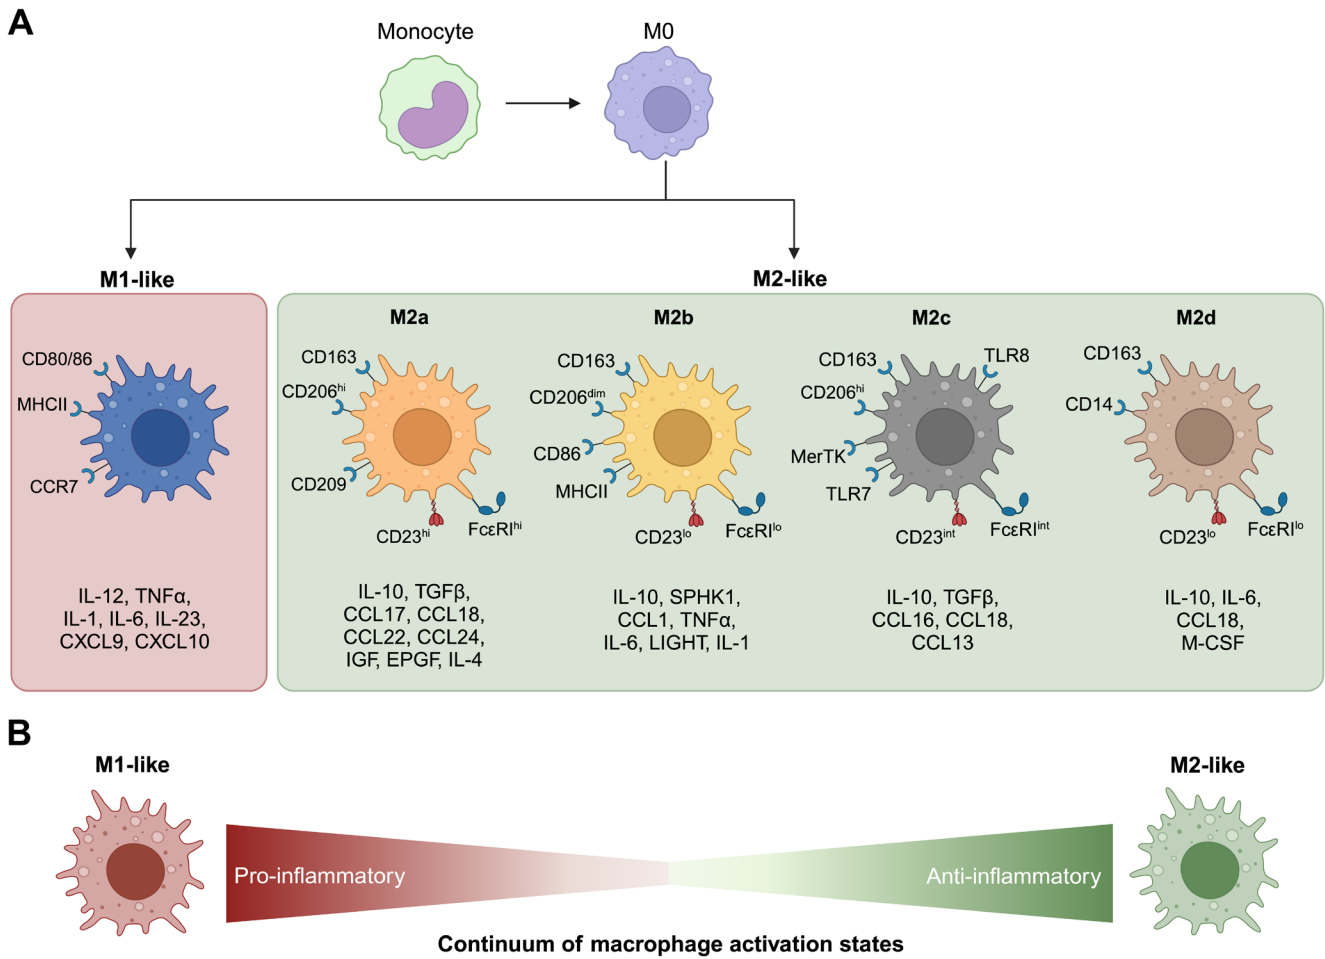 A
Monocyte
M0
M1-like
M2-like
CD80/86
MHCII
CCR7
IL-12, TNFα,
IL-1, IL-6, IL-23,
CXCL9, CXCL10
M2a
CD163
CD206hi
CD209
CD23hi
FcεRIhi
IL-10, TGFβ,
CCL17, CCL18,
CCL22, CCL24,
IGF, EPGF, IL-4
M2b
CD163
CD206dim
CD86
MHCII
CD23lo
FcεRIlo
IL-10, SPHK1,
CCL1, TNFα,
IL-6, LIGHT, IL-1
M2c
CD163
TLR8
CD206hi
MerTK
TLR7
CD23int
FcεRIint
IL-10, TGFβ,
CCL16, CCL18,
CCL13
M2d
CD163
CD14
CD23lo
FcεRIlo
IL-10, IL-6,
CCL18,
M-CSF
B
M1-like
M2-like
Pro-inflammatory
Anti-inflammatory
Continuum of macrophage activation states